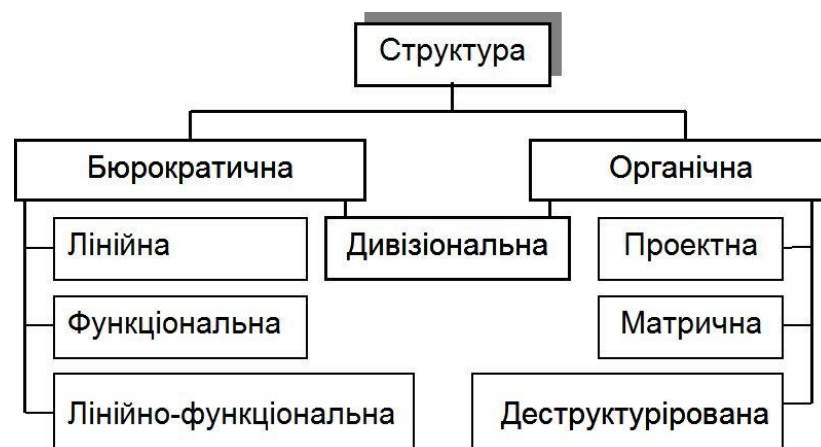 Структура
Бюрократична
Органічна
Лінійна
Дивізіональна
Проектна
Функціональна
Матрична
Лінійно-функціональна
Деструктурірована